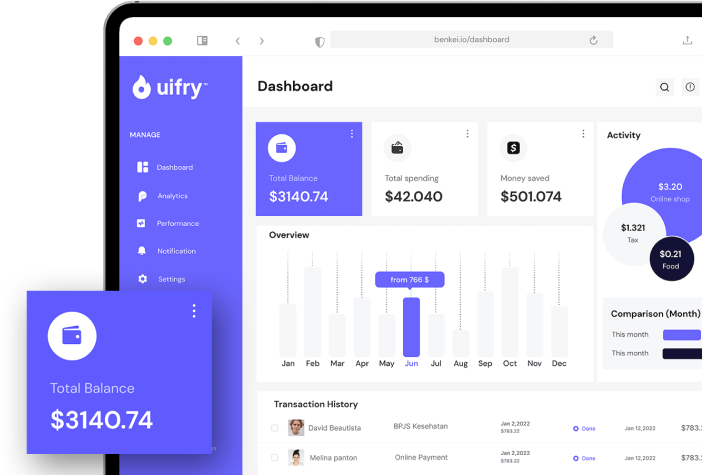 benkei.io/dashboard
uifry™
Dashboard
MANAGE
Dashboard
Analytics
Performance
Notification
Settings
Total Balance
$3140.74
Total spending
$42.040
Money saved
$501.074
Activity
$3.20
Online shop
$1.321
Tax
$0.21
Food
Overview
from 766 $
Jan Feb Mar Apr May Jun Jul Aug Sep Oct Nov Dec
Comparison (Month)
This month
This month
Total Balance
$3140.74
Transaction History
David Beautista BPJS Kesehatan Jan 2,2022 Done Jan 12,2022
$783.22
Melina panton Online Payment Jan 2,2022 Done Jan 12,2022
$783.22